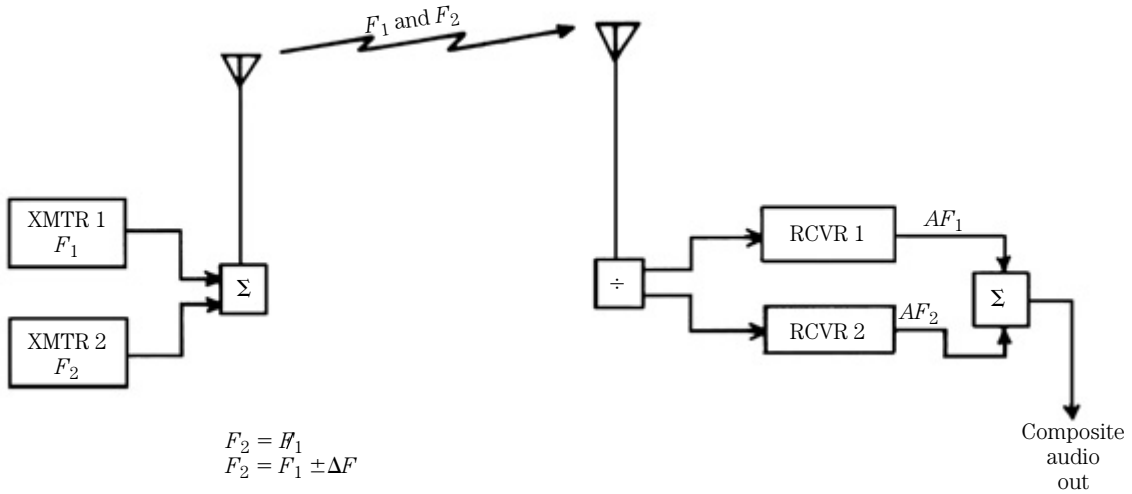 F₁ and F₂
XMTR 1
F₁
XMTR 2
F₂
Σ
÷
RCVR 1
RCVR 2
AF₁
AF₂
Σ
Composite
audio
out
F₂ = F̸₁
F₂ = F₁ ± ΔF